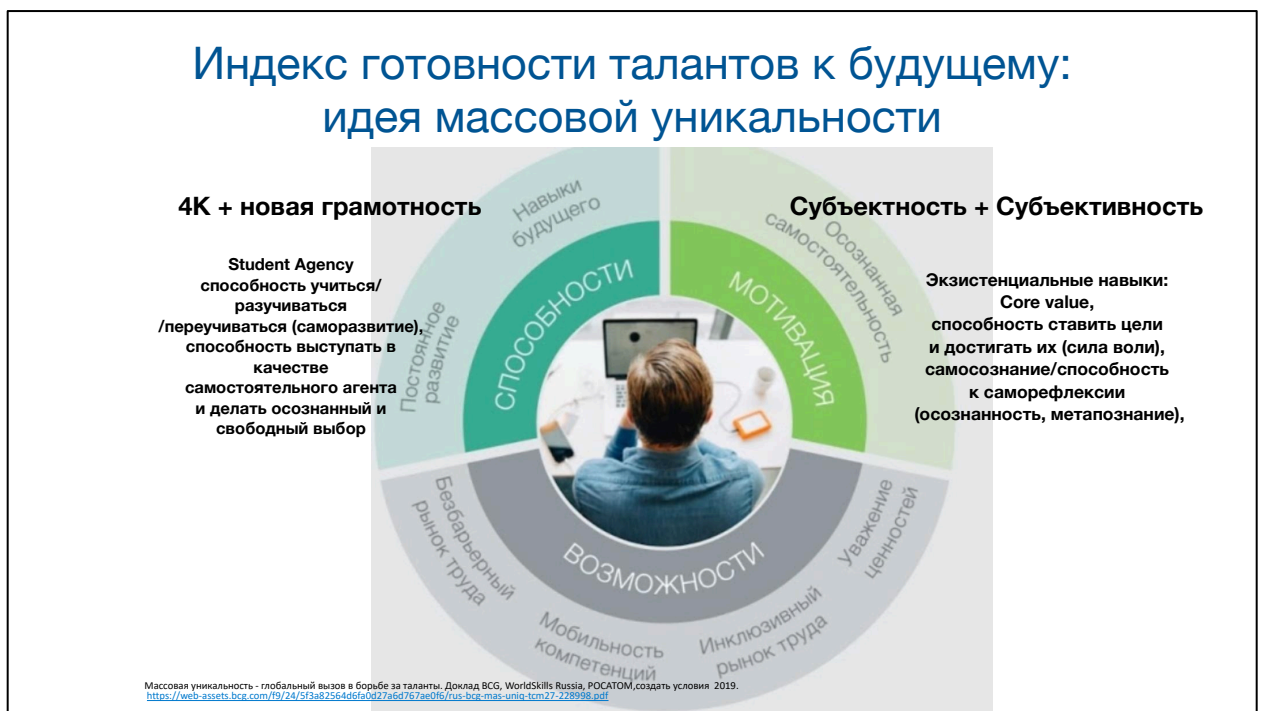 Индекс готовности талантов к будущему:
идея массовой уникальности
4К + новая грамотность
Student Agency
способность учиться/
разучиваться
/переучиваться (саморазвитие),
способность выступать в
качестве
самостоятельного агента
и делать осознанный и
свободный выбор
Навыки
будущего
Постоянное
развитие
СПОСОБНОСТИ
МОТИВАЦИЯ
Осознанная
самостоятельность
Субъектность + Субъективность
Экзистенциальные навыки:
Core value,
способность ставить цели
и достигать их (сила воли),
самосознание/способность
к саморефлексии
(осознанность, метапознание),
ВОЗМОЖНОСТИ
Безбарьерный
рынок труда
Мобильность
компетенций
Инклюзивный
рынок труда
Уважение
ценностей
Массовая уникальность - глобальный вызов в борьбе за таланты. Доклад BCG, WorldSkills Russia, РОСАТОМ,создать условия 2019.
https://web-assets.bcg.com/f9/24/5f3a82564d6fa0d27a6d767ae0f6/rus-bcg-mas-uniq-tcm27-228998.pdf